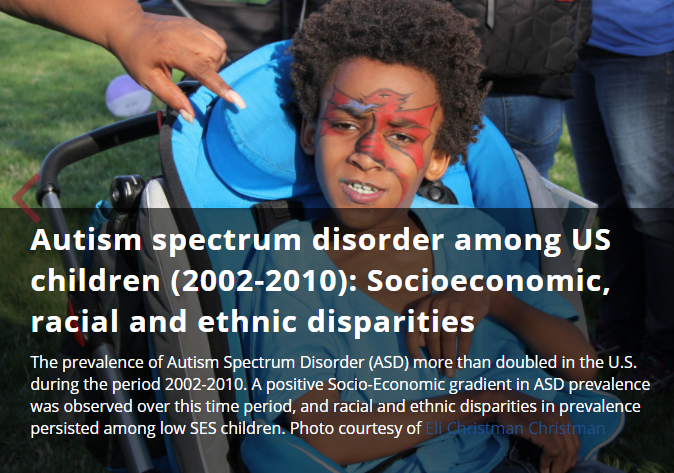 Autism spectrum disorder among US
children (2002-2010): Socioeconomic,
racial and ethnic disparities
The prevalence of Autism Spectrum Disorder (ASD) more than doubled in the U.S.
during the period 2002-2010. A positive Socio-Economic gradient in ASD prevalence
was observed over this time period, and racial and ethnic disparities in prevalence
persisted among low SES children. Photo courtesy of Eli Christman Christman